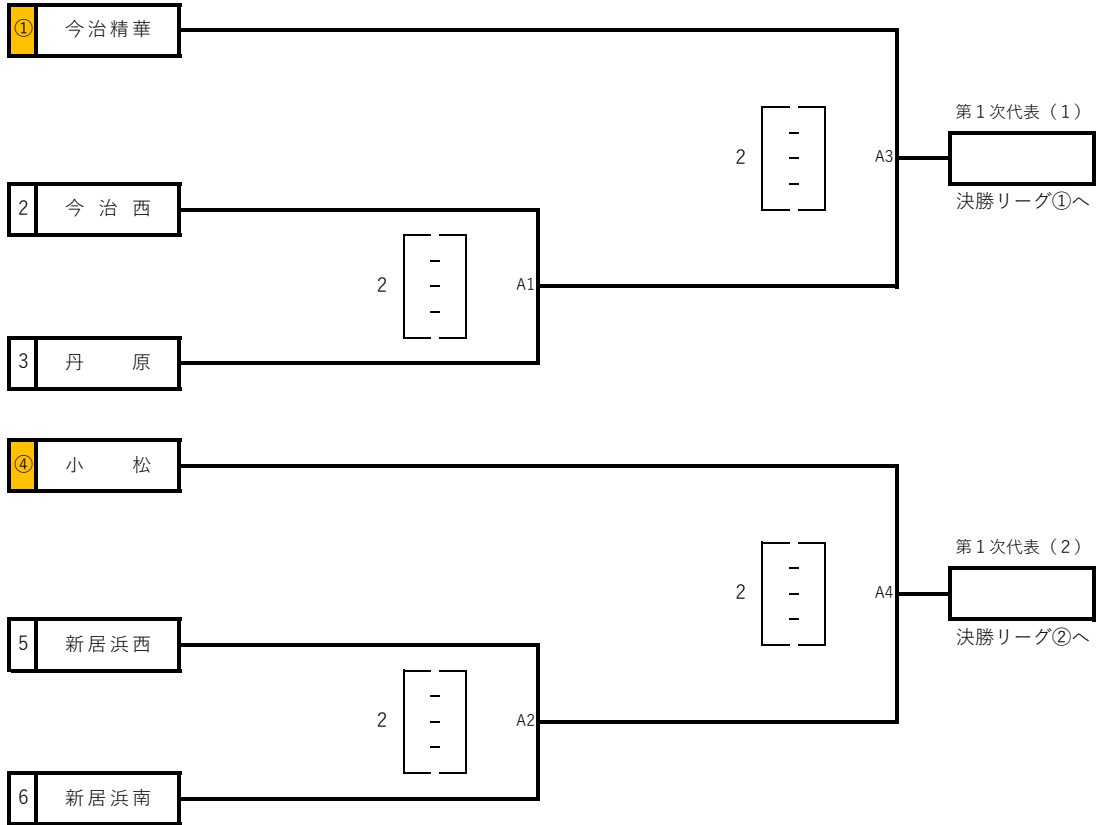 ① 今治精華
第１次代表（１）
2 A3
決勝リーグ①へ
2 今 治 西
2 A1
3 丹 原
④ 小 松
第１次代表（２）
2 A4
決勝リーグ②へ
5 新居浜西
2 A2
6 新居浜南